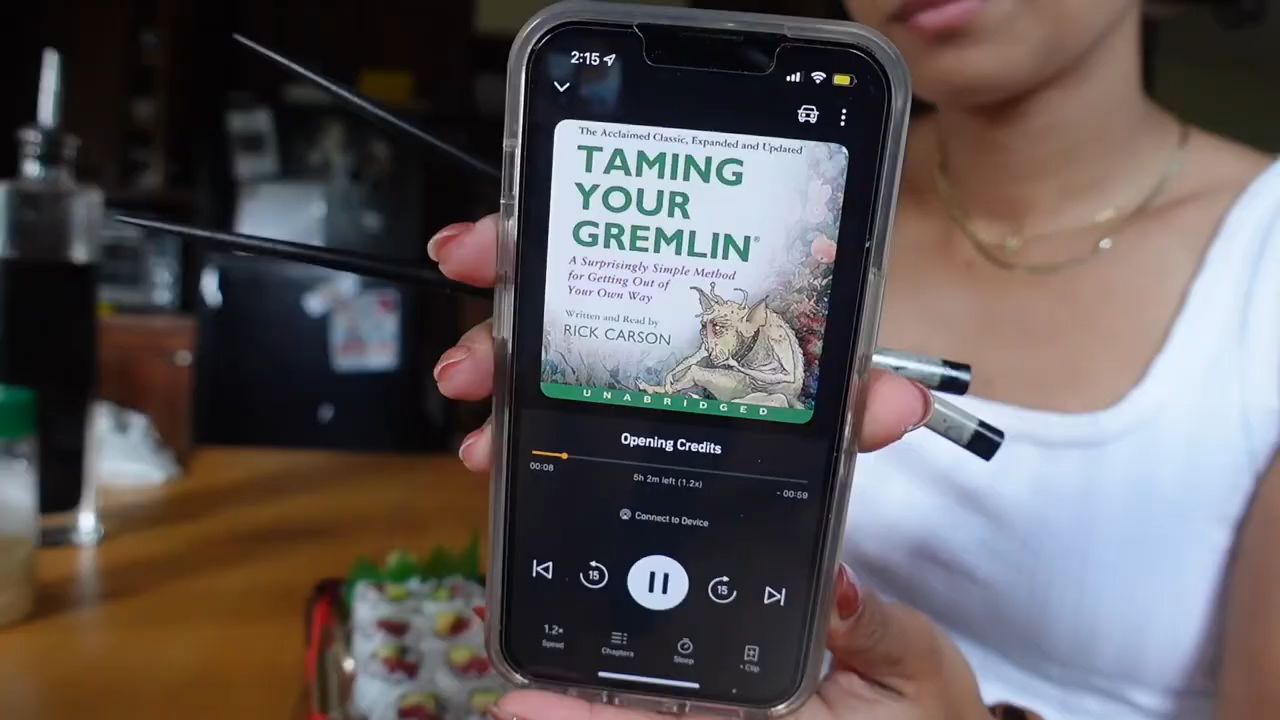 2:15
The Acclaimed Classic, Expanded and Updated
TAMING
YOUR
GREMLIN®
A Surprisingly Simple Method
for Getting Out of
Your Own Way
Written and Read by
RICK CARSON
UNABRIDGED
Opening Credits
00:08
5h 2m left (1.2x)
- 00:59
Connect to Device
15
15
1.2x
Speed
Chapters
Sleep
+ Clip